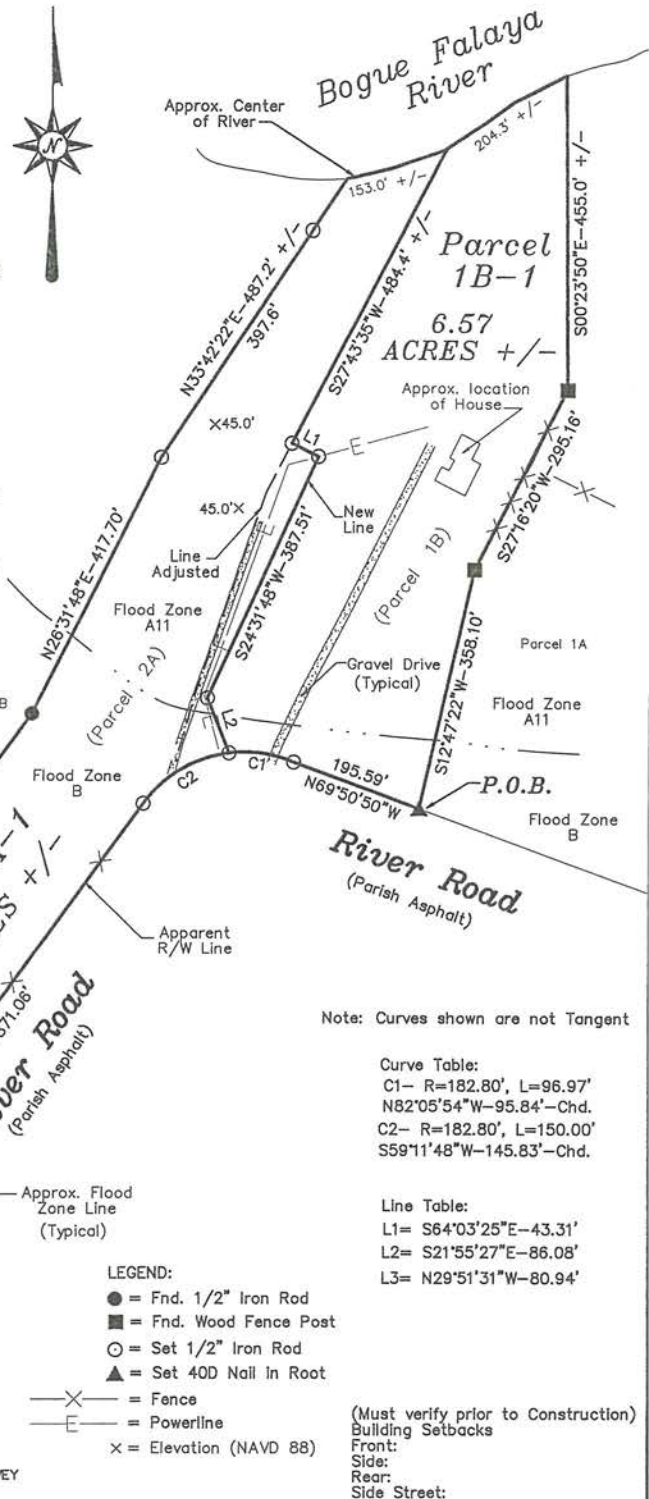 Bogue Falaya
River
Approx. Center
of River
N
153.0' +/-
204.3' +/-
N33°42'22"E-487.2' +/-
397.6'
S27°43'35"W-484.4' +/-
Parcel
1B-1
6.57
ACRES +/-
S00°23'50"E-455.0' +/-
Approx. location
of House
×45.0'
L1
E
45.0'×
New
Line
Line
Adjusted
E
S27°16'20"W-295.16'
N26°31'48"E-417.70'
S24°31'48"W-387.51'
(Parcel 1B)
Flood Zone
A11
(Parcel 2A)
Gravel Drive
(Typical)
Parcel 1A
S12°47'22"W-358.10'
Flood Zone
A11
B
L2
E
Flood Zone
B
C2
C1'
195.59'
N69°50'50"W
P.O.B.
Flood Zone
B
River Road
(Parish Asphalt)
-1
ES +/-
Apparent
R/W Line
371.06'
ver Road
(Parish Asphalt)
Note: Curves shown are not Tangent
Curve Table:
C1- R=182.80', L=96.97'
N82°05'54"W-95.84'-Chd.
C2- R=182.80', L=150.00'
S59°11'48"W-145.83'-Chd.
Approx. Flood
Zone Line
(Typical)
Line Table:
L1= S64°03'25"E-43.31'
L2= S21°55'27"E-86.08'
L3= N29°51'31"W-80.94'
LEGEND:
= Fnd. 1/2" Iron Rod
= Fnd. Wood Fence Post
= Set 1/2" Iron Rod
= Set 40D Nail in Root
X = Fence
E = Powerline
× = Elevation (NAVD 88)
VEY
(Must verify prior to Construction)
Building Setbacks
Front:
Side:
Rear:
Side Street: